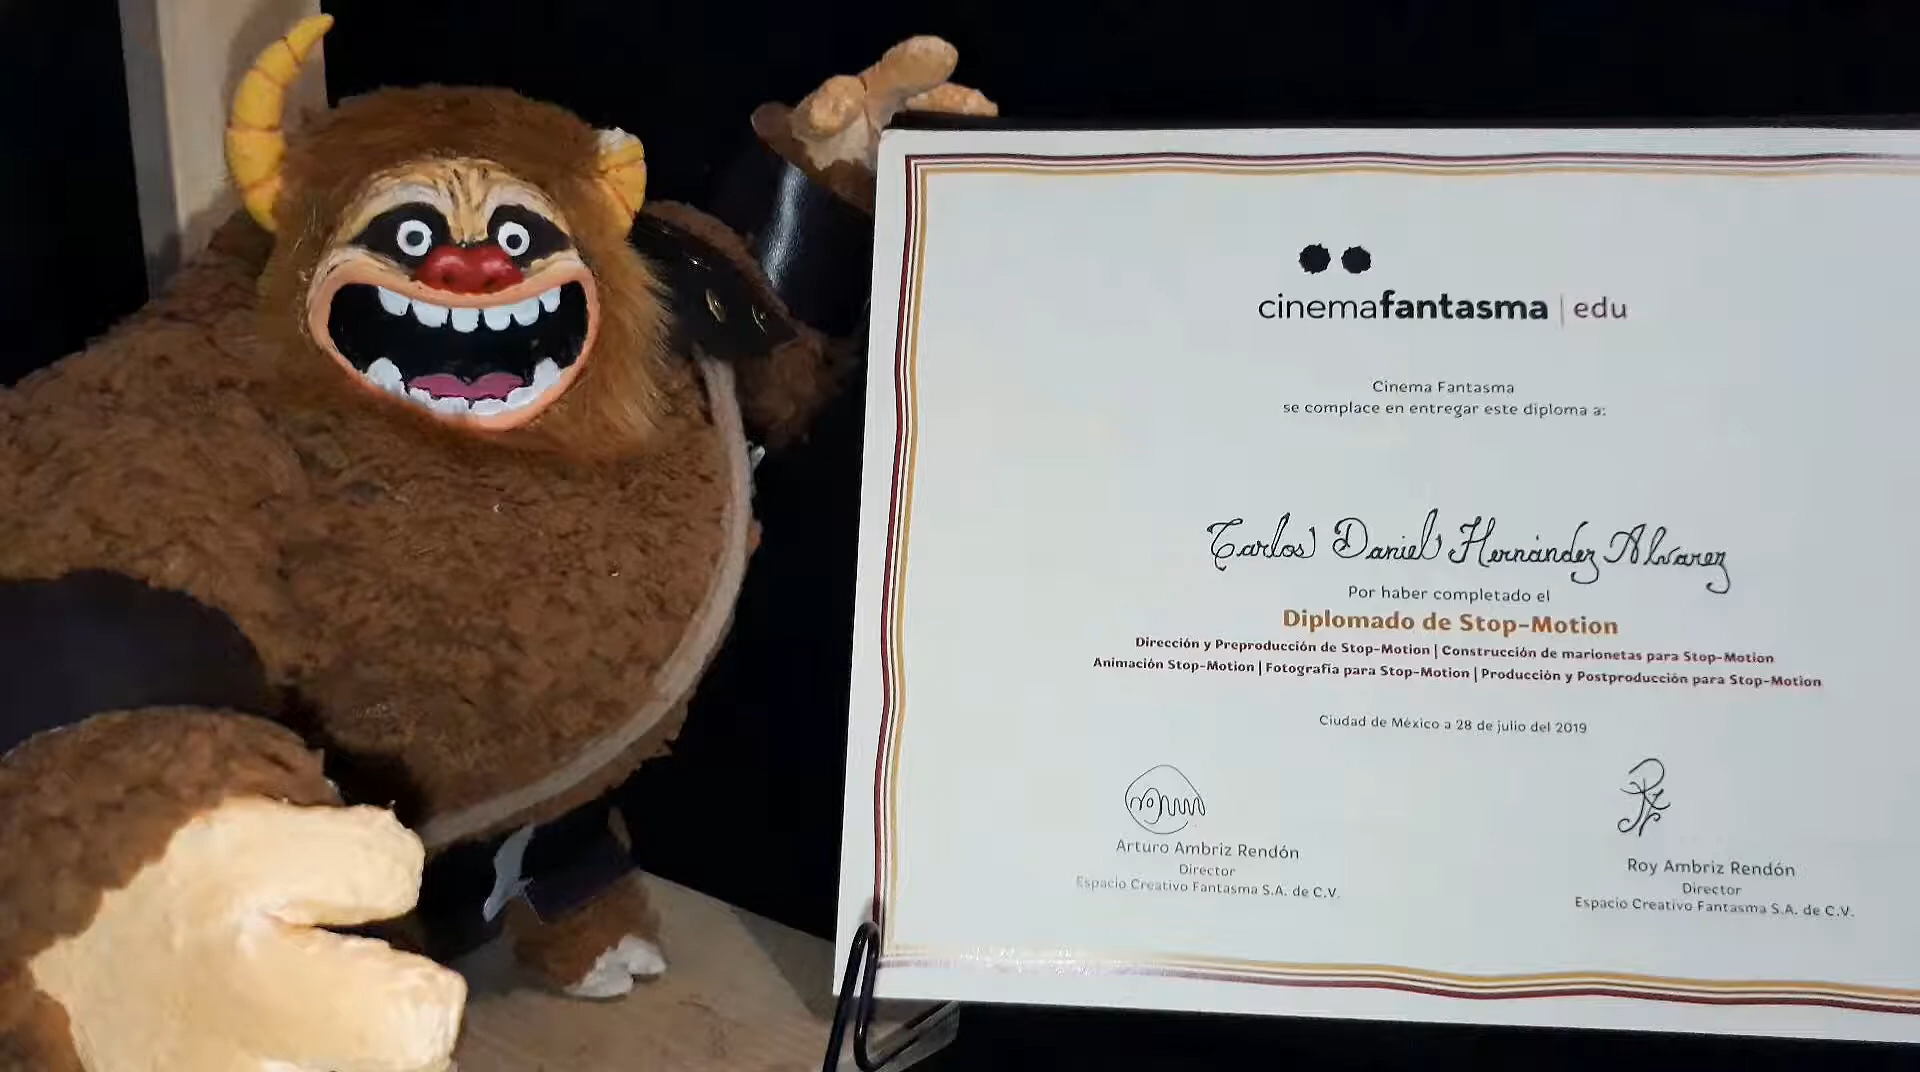 cinemafantasma | edu
Cinema Fantasma
se complace en entregar este diploma a:
Carlos Daniel Hernández Alvarez
Por haber completado el
Diplomado de Stop-Motion
Dirección y Preproducción de Stop-Motion | Construcción de marionetas para Stop-Motion
Animación Stop-Motion | Fotografía para Stop-Motion | Producción y Postproducción para Stop-Motion
Ciudad de México a 28 de julio del 2019
Arturo Ambriz Rendón
Director
Espacio Creativo Fantasma S.A. de C.V.
Roy Ambriz Rendón
Director
Espacio Creativo Fantasma S.A. de C.V.